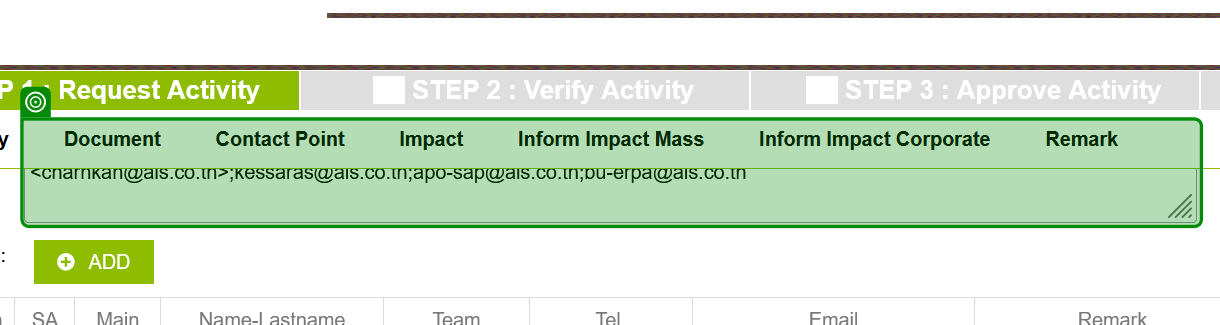 P 1 : Request Activity STEP 2 : Verify Activity STEP 3 : Approve Activity
y Document Contact Point Impact Inform Impact Mass Inform Impact Corporate Remark
<charnkan@ais.co.th>;kessaras@ais.co.th;apo-sap@ais.co.th;bu-erpa@ais.co.th
: ADD
SA Main Name-Lastname Team Tel Email Remark